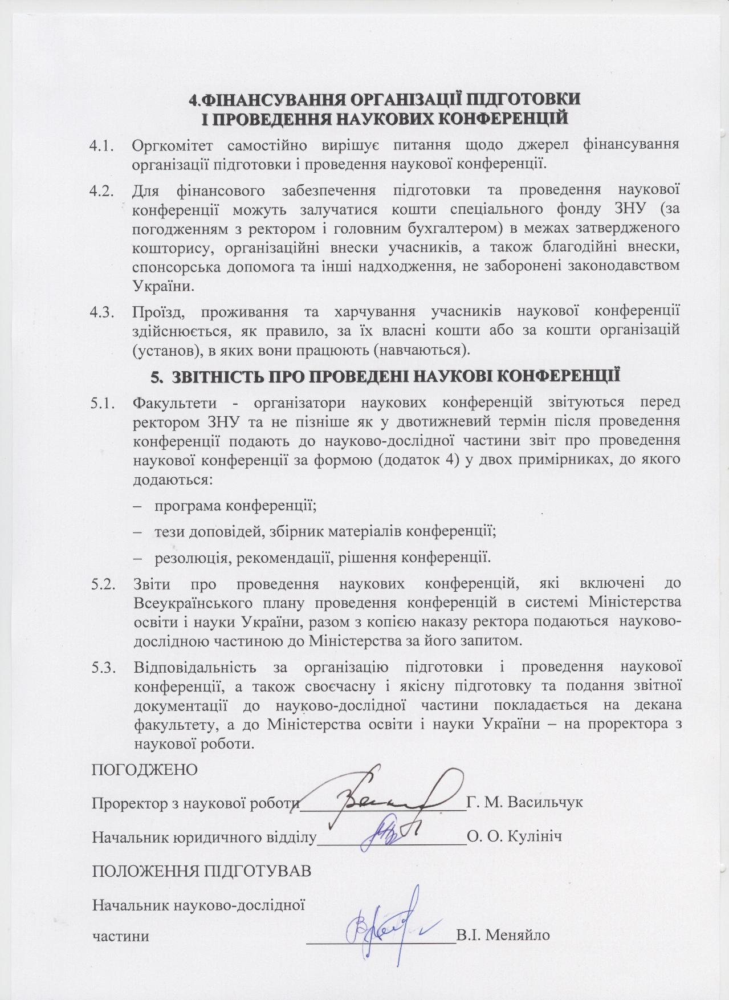 4.ФІНАНСУВАННЯ ОРГАНІЗАЦІЇ ПІДГОТОВКИ
І ПРОВЕДЕННЯ НАУКОВИХ КОНФЕРЕНЦІЙ
4.1. Оргкомітет самостійно вирішує питання щодо джерел фінансування
організації підготовки і проведення наукової конференції.
4.2. Для фінансового забезпечення підготовки та проведення наукової
конференції можуть залучатися кошти спеціального фонду ЗНУ (за
погодженням з ректором і головним бухгалтером) в межах затвердженого
кошторису, організаційні внески учасників, а також благодійні внески,
спонсорська допомога та інші надходження, не заборонені законодавством
України.
4.3. Проїзд, проживання та харчування учасників наукової конференції
здійснюється, як правило, за їх власні кошти або за кошти організацій
(установ), в яких вони працюють (навчаються).
5. ЗВІТНІСТЬ ПРО ПРОВЕДЕНІ НАУКОВІ КОНФЕРЕНЦІЇ
5.1. Факультети - організатори наукових конференцій звітуються перед
ректором ЗНУ та не пізніше як у двотижневий термін після проведення
конференції подають до науково-дослідної частини звіт про проведення
наукової конференції за формою (додаток 4) у двох примірниках, до якого
додаються:
– програма конференції;
– тези доповідей, збірник матеріалів конференції;
– резолюція, рекомендації, рішення конференції.
5.2. Звіти про проведення наукових конференцій, які включені до
Всеукраїнського плану проведення конференцій в системі Міністерства
освіти і науки України, разом з копією наказу ректора подаються науково-
дослідною частиною до Міністерства за його запитом.
5.3. Відповідальність за організацію підготовки і проведення наукової
конференції, а також своєчасну і якісну підготовку та подання звітної
документації до науково-дослідної частини покладається на декана
факультету, а до Міністерства освіти і науки України – на проректора з
наукової роботи.
ПОГОДЖЕНО
Проректор з наукової роботи____________________Г. М. Васильчук
Начальник юридичного відділу__________________О. О. Кулініч
ПОЛОЖЕННЯ ПІДГОТУВАВ
Начальник науково-дослідної
частини __________________В.І. Меняйло